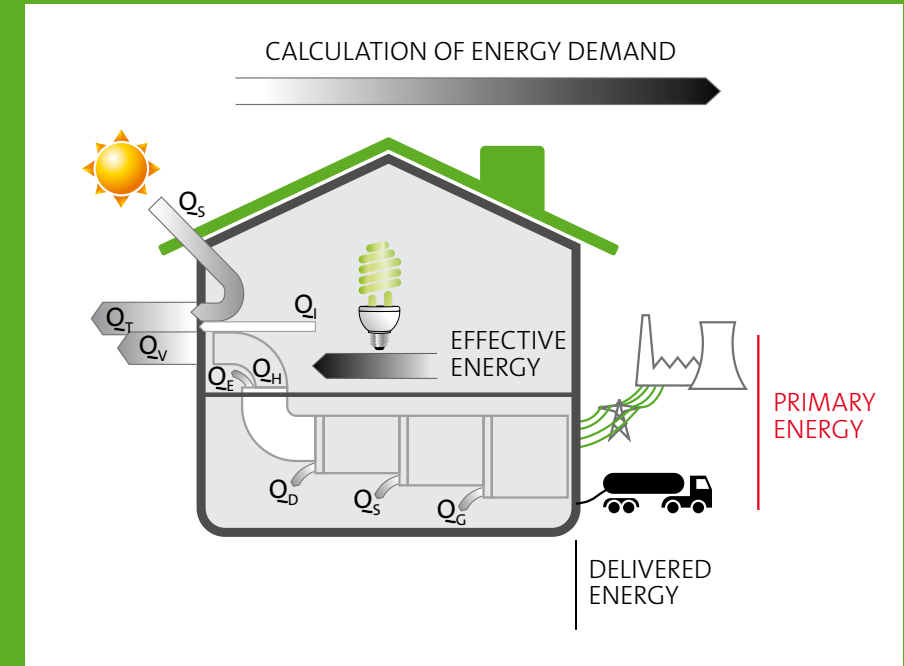 CALCULATION OF ENERGY DEMAND
Qs
QT
QV
QI
EFFECTIVE
ENERGY
QE
QH
PRIMARY
ENERGY
QD
QS
QG
DELIVERED
ENERGY